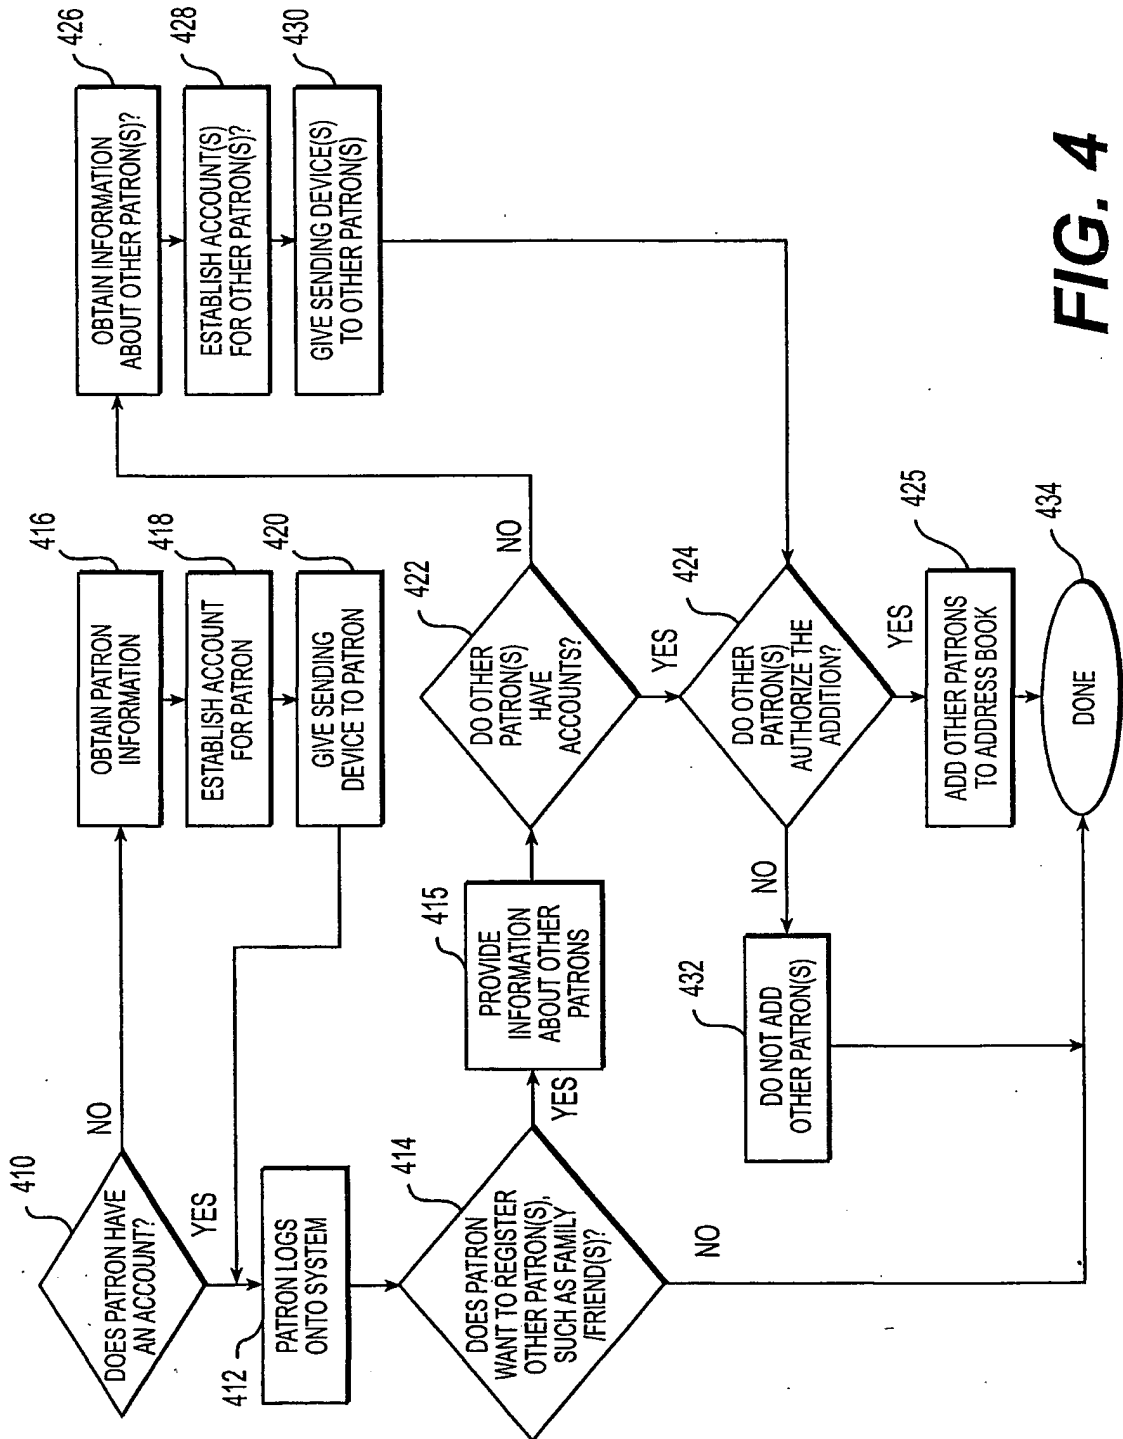 410
DOES PATRON HAVE
AN ACCOUNT?
NO
YES
416
OBTAIN PATRON
INFORMATION
418
ESTABLISH ACCOUNT
FOR PATRON
420
GIVE SENDING
DEVICE TO PATRON
412
PATRON LOGS
ONTO SYSTEM
414
DOES PATRON
WANT TO REGISTER
OTHER PATRON(S),
SUCH AS FAMILY
/FRIEND(S)?
YES
NO
415
PROVIDE
INFORMATION
ABOUT OTHER
PATRONS
422
DO OTHER
PATRON(S)
HAVE
ACCOUNTS?
NO
YES
426
OBTAIN INFORMATION
ABOUT OTHER PATRON(S)?
428
ESTABLISH ACCOUNT(S)
FOR OTHER PATRON(S)?
430
GIVE SENDING DEVICE(S)
TO OTHER PATRON(S)
424
DO OTHER
PATRON(S)
AUTHORIZE THE
ADDITION?
NO
YES
432
DO NOT ADD
OTHER PATRON(S)
425
ADD OTHER PATRONS
TO ADDRESS BOOK
434
DONE
FIG. 4